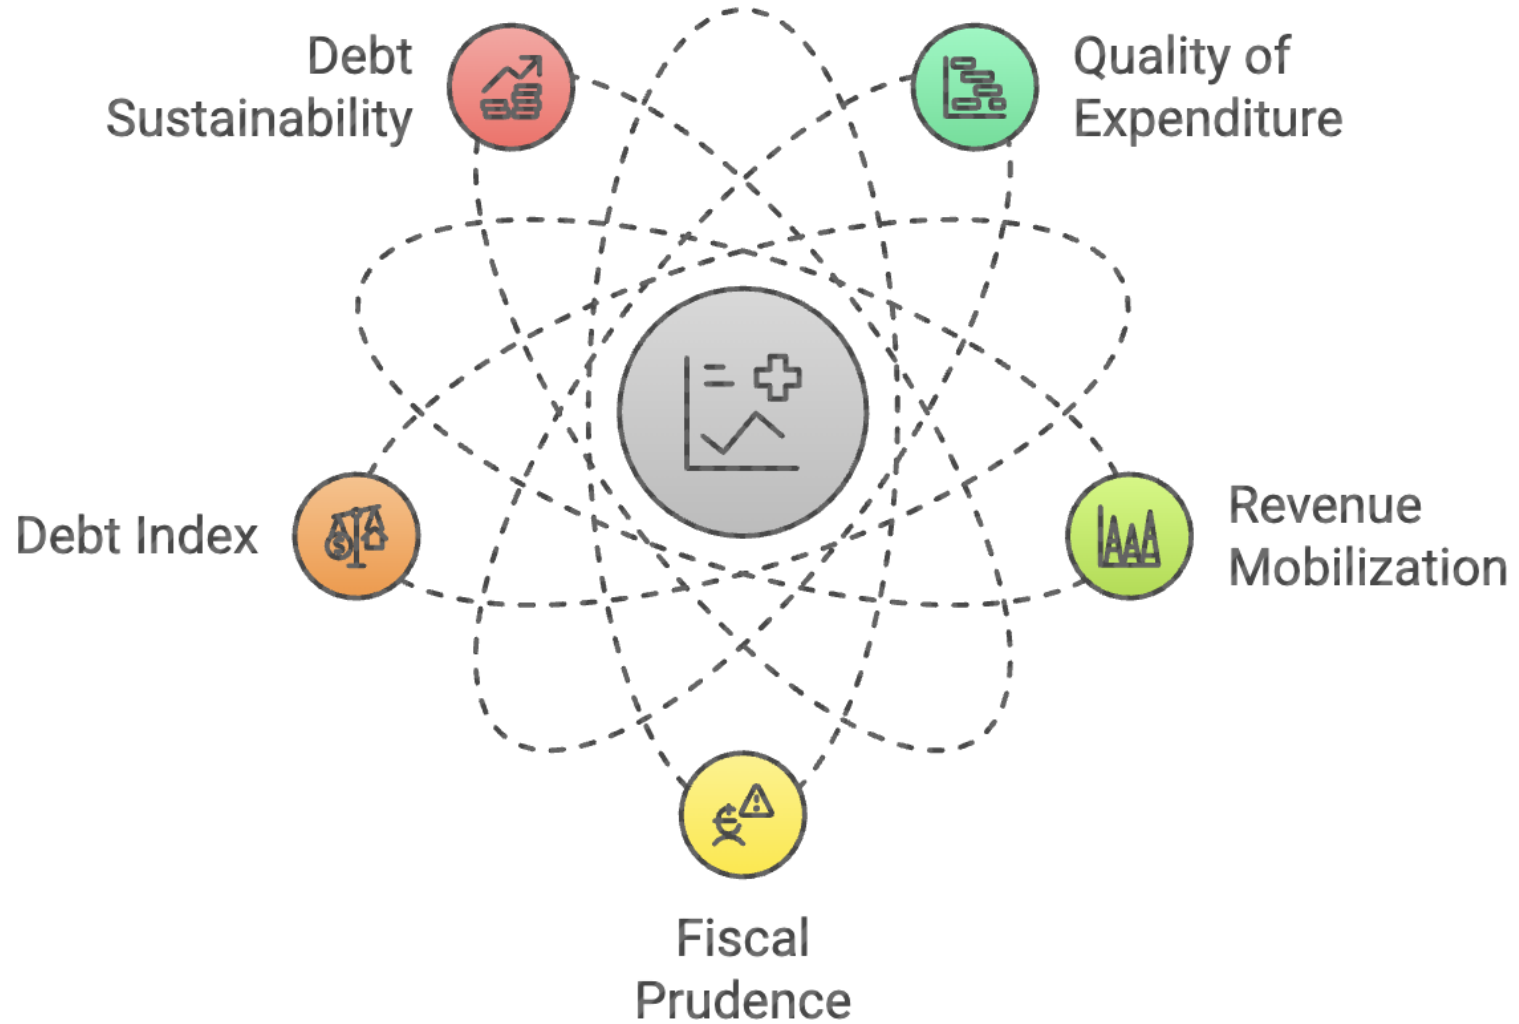 Debt
Sustainability
Quality of
Expenditure
Debt Index
Revenue
Mobilization
Fiscal
Prudence